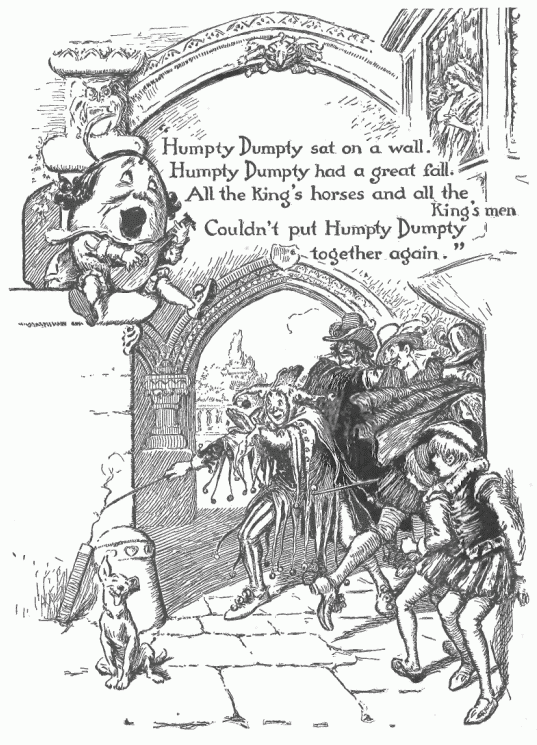 "Humpty Dumpty sat on a wall.
Humpty Dumpty had a great fall.
All the King's horses and all the
King's men
Couldn't put Humpty Dumpty
together again."